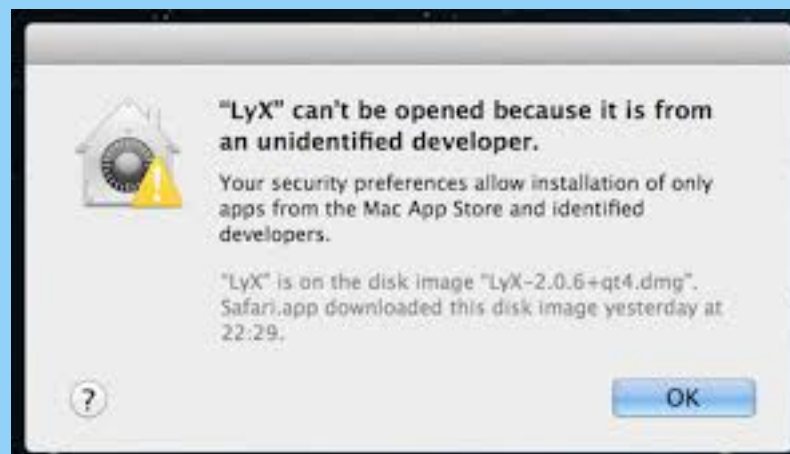 "LyX" can't be opened because it is from
an unidentified developer.
Your security preferences allow installation of only
apps from the Mac App Store and identified
developers.
"LyX" is on the disk image "LyX-2.0.6+qt4.dmg".
Safari.app downloaded this disk image yesterday at
22:29.
?
OK